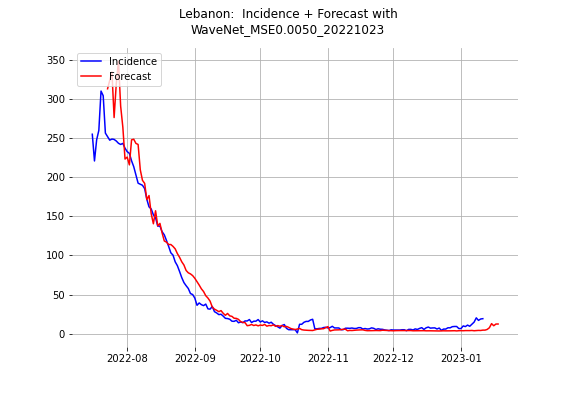 Lebanon:  Incidence + Forecast with
WaveNet_MSE0.0050_20221023
350
300
250
200
150
100
50
0
Incidence
Forecast
2022-08 2022-09 2022-10 2022-11 2022-12 2023-01